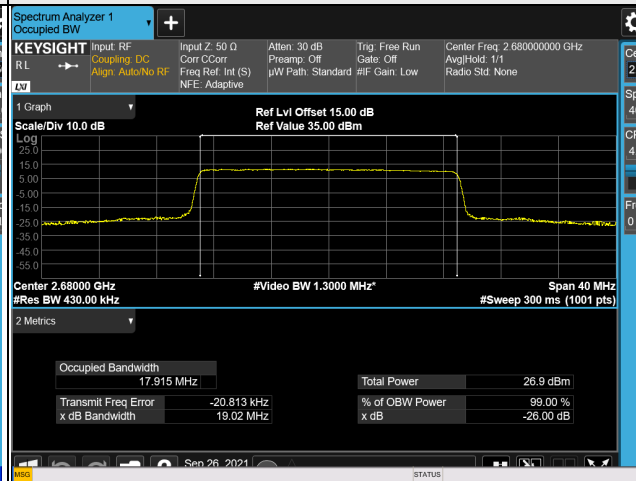 Spectrum Analyzer 1
Occupied BW
KEYSIGHT Input: RF Input Z: 50 Ω Atten: 30 dB Trig: Free Run Center Freq: 2.680000000 GHz
RL Coupling: DC Corr CCorr Preamp: Off Gate: Off Avg|Hold: 1/1
Align: Auto/No RF Freq Ref: Int (S) µW Path: Standard #IF Gain: Low Radio Std: None
LXI NFE: Adaptive
1 Graph
Scale/Div 10.0 dB
Ref Lvl Offset 15.00 dB
Ref Value 35.00 dBm
Log
25.0
15.0
5.00
-5.00
-15.0
-25.0
-35.0
-45.0
-55.0
Center 2.68000 GHz #Video BW 1.3000 MHz* Span 40 MHz
#Res BW 430.00 kHz #Sweep 300 ms (1001 pts)
2 Metrics
Occupied Bandwidth
17.915 MHz
Total Power 26.9 dBm
Transmit Freq Error -20.813 kHz
% of OBW Power 99.00 %
x dB Bandwidth 19.02 MHz
x dB -26.00 dB
Sep 26, 2021
MSG STATUS